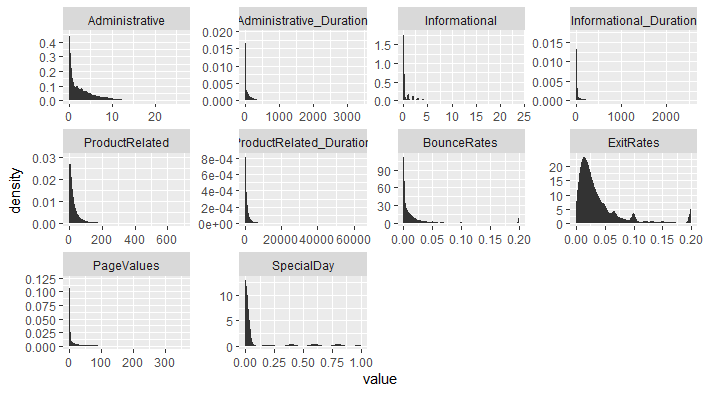 Administrative Administrative_Duration Informational Informational_Duration
0.4 0.3 0.2 0.1 0.0
0 10 20
0.020 0.015 0.010 0.005 0.000
0 1000 2000 3000
1.5 1.0 0.5 0.0
0 5 10 15 20 25
0.015 0.010 0.005 0.000
0 1000 2000
ProductRelated ProductRelated_Duration BounceRates ExitRates
0.03 0.02 0.01 0.00
0 200 400 600
8e-04 6e-04 4e-04 2e-04 0e+00
0 20000 40000 60000
90 60 30 0
0.00 0.05 0.10 0.15 0.20
20 15 10 5 0
0.00 0.05 0.10 0.15 0.20
PageValues SpecialDay
0.125 0.100 0.075 0.050 0.025 0.000
0 100 200 300
10 5 0
0.00 0.25 0.50 0.75 1.00
density
value